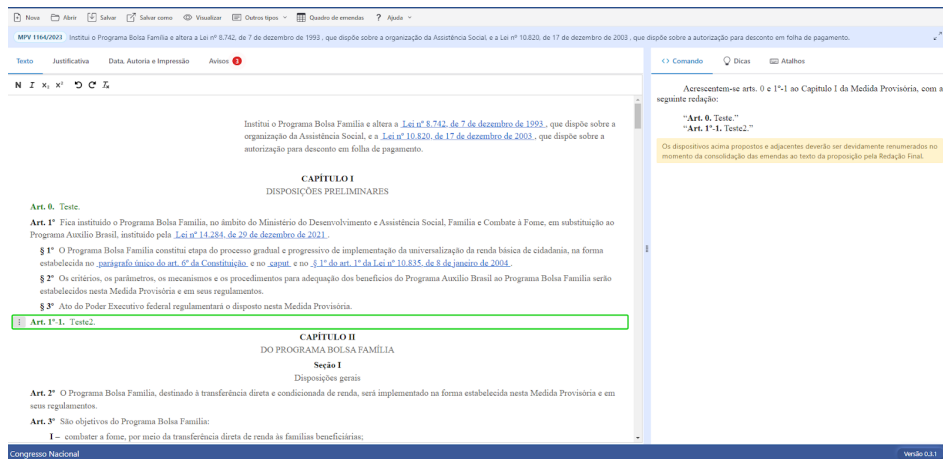 Nova Abrir Salvar Salvar como Visualizar Outros tipos Quadro de emendas ? Ajuda
MPV 1164/2023 Institui o Programa Bolsa Família e altera a Lei nº 8.742, de 7 de dezembro de 1993 , que dispõe sobre a organização da Assistência Social, e a Lei nº 10.820, de 17 de dezembro de 2003 , que dispõe sobre a autorização para desconto em folha de pagamento.
Texto Justificativa Data, Autoria e Impressão Avisos 3
<> Comando Dicas Atalhos
N I x₂ x²
Institui o Programa Bolsa Família e altera a Lei nº 8.742, de 7 de dezembro de 1993 , que dispõe sobre a
organização da Assistência Social, e a Lei nº 10.820, de 17 de dezembro de 2003 , que dispõe sobre a
autorização para desconto em folha de pagamento.
CAPÍTULO I
DISPOSIÇÕES PRELIMINARES
Art. 0. Teste.
Art. 1º Fica instituído o Programa Bolsa Família, no âmbito do Ministério do Desenvolvimento e Assistência Social, Família e Combate à Fome, em substituição ao
Programa Auxílio Brasil, instituído pela Lei nº 14.284, de 29 de dezembro de 2021 .
§ 1º O Programa Bolsa Família constitui etapa do processo gradual e progressivo de implementação da universalização da renda básica de cidadania, na forma
estabelecida no parágrafo único do art. 6º da Constituição e no caput e no § 1º do art. 1º da Lei nº 10.835, de 8 de janeiro de 2004 .
§ 2º Os critérios, os parâmetros, os mecanismos e os procedimentos para adequação dos benefícios do Programa Auxílio Brasil ao Programa Bolsa Família serão
estabelecidos nesta Medida Provisória e em seus regulamentos.
§ 3º Ato do Poder Executivo federal regulamentará o disposto nesta Medida Provisória.
Art. 1º-1. Teste2.
CAPÍTULO II
DO PROGRAMA BOLSA FAMÍLIA
Seção I
Disposições gerais
Art. 2º O Programa Bolsa Família, destinado à transferência direta e condicionada de renda, será implementado na forma estabelecida nesta Medida Provisória e em
seus regulamentos.
Art. 3º São objetivos do Programa Bolsa Família:
I – combater a fome, por meio da transferência direta de renda às famílias beneficiárias;
Acrescentem-se arts. 0 e 1º-1 ao Capítulo I da Medida Provisória, com a
seguinte redação:
“Art. 0. Teste.”
“Art. 1º-1. Teste2.”
Os dispositivos acima propostos e adjacentes deverão ser devidamente renumerados no
momento da consolidação das emendas ao texto da proposição pela Redação Final.
Congresso Nacional
Versão 0.3.1